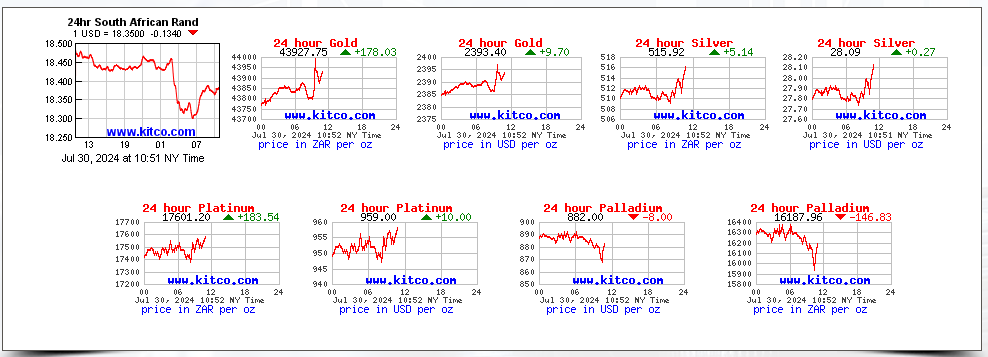 24hr South African Rand
1 USD = 18.3500 -0.1340
18.500
18.450
18.400
18.350
18.300
18.250
www.kitco.com
13 19 01 07
Jul 30, 2024 at 10:51 NY Time
24 hour Gold
43927.75 +178.03
44000
43950
43900
43850
43800
43750
43700
www.kitco.com
00 06 12 18 24
Jul 30, 2024 10:52 NY Time
price in ZAR per oz
24 hour Gold
2393.40 +9.70
2400
2395
2390
2385
2380
2375
www.kitco.com
00 06 12 18 24
Jul 30, 2024 10:52 NY Time
price in USD per oz
24 hour Silver
515.92 +5.14
518
516
514
512
510
508
506
www.kitco.com
00 06 12 18 24
Jul 30, 2024 10:52 NY Time
price in ZAR per oz
24 hour Silver
28.09 +0.27
28.20
28.10
28.00
27.90
27.80
27.70
27.60
www.kitco.com
00 06 12 18 24
Jul 30, 2024 10:52 NY Time
price in USD per oz
24 hour Platinum
17601.20 +183.54
17700
17600
17500
17400
17300
17200
www.kitco.com
00 06 12 18 24
Jul 30, 2024 10:52 NY Time
price in ZAR per oz
24 hour Platinum
959.00 +10.00
960
955
950
945
940
www.kitco.com
00 06 12 18 24
Jul 30, 2024 10:52 NY Time
price in USD per oz
24 hour Palladium
882.00 -8.00
890
880
870
860
850
www.kitco.com
00 06 12 18 24
Jul 30, 2024 10:52 NY Time
price in USD per oz
24 hour Palladium
16187.96 -146.83
16400
16300
16200
16100
16000
15900
15800
www.kitco.com
00 06 12 18 24
Jul 30, 2024 10:52 NY Time
price in ZAR per oz